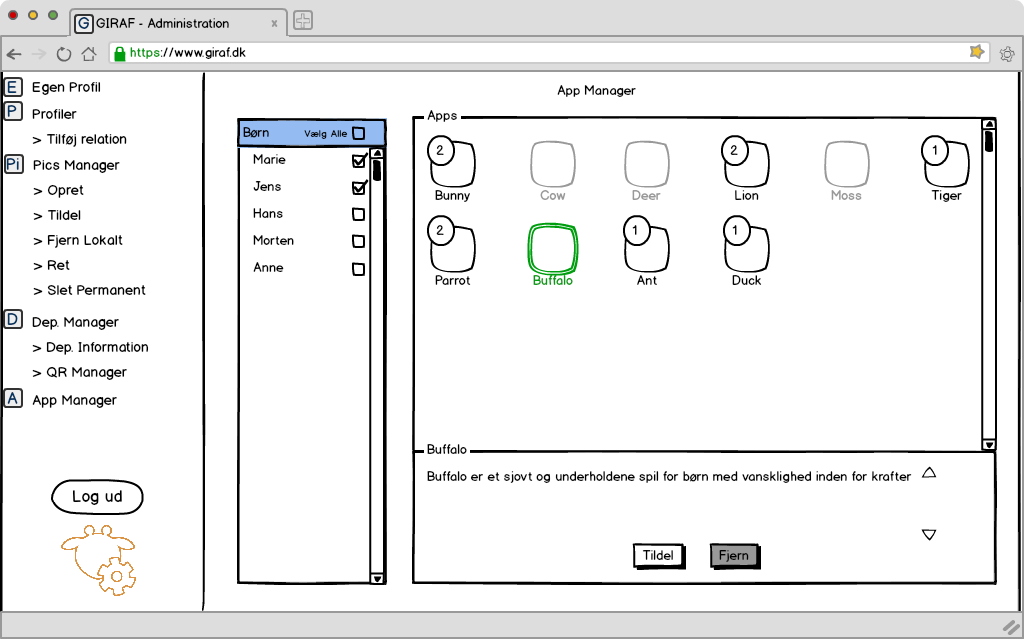 G GIRAF - Administration x
https://www.giraf.dk
E Egen Profil
P Profiler
> Tilføj relation
Pi Pics Manager
> Opret
> Tildel
> Fjern Lokalt
> Ret
> Slet Permanent
D Dep. Manager
> Dep. Information
> QR Manager
A App Manager
Log ud
App Manager
Børn Vælg Alle
Marie
Jens
Hans
Morten
Anne
Apps
2 2 1
Bunny Cow Deer Lion Moss Tiger
2 1 1
Parrot Buffalo Ant Duck
Buffalo
Buffalo er et sjovt og underholdene spil for børn med vansklighed inden for krafter
Tildel Fjern